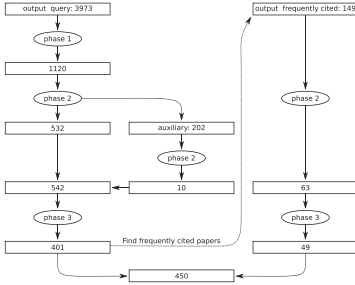 output query: 3973
output frequently cited: 149
phase 1
1120
phase 2
phase 2
532
auxiliary: 202
phase 2
542
10
63
phase 3
phase 3
Find frequently cited papers
401
49
450